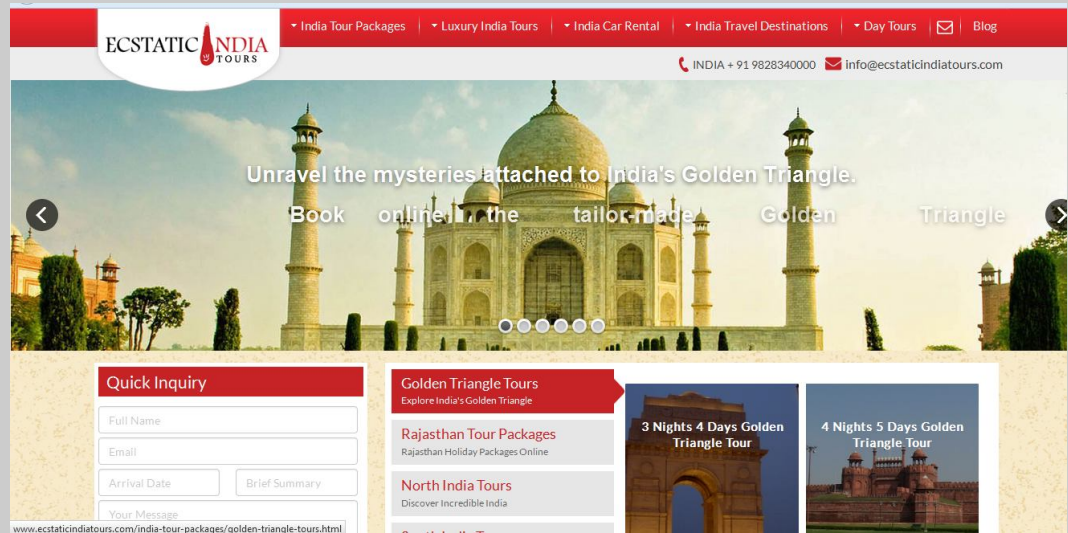 India Tour Packages
Luxury India Tours
India Car Rental
India Travel Destinations
Day Tours
Blog
ECSTATIC INDIA
TOURS
INDIA + 91 9828340000
info@ecstaticindiatours.com
Unravel the mysteries attached to India's Golden Triangle.
Book online the tailor-made Golden Triangle
Quick Inquiry
Full Name
Email
Arrival Date
Brief Summary
Your Message
Golden Triangle Tours
Explore India's Golden Triangle
Rajasthan Tour Packages
Rajasthan Holiday Packages Online
North India Tours
Discover Incredible India
3 Nights 4 Days Golden
Triangle Tour
4 Nights 5 Days Golden
Triangle Tour
www.ecstaticindiatours.com/india-tour-packages/golden-triangle-tours.html